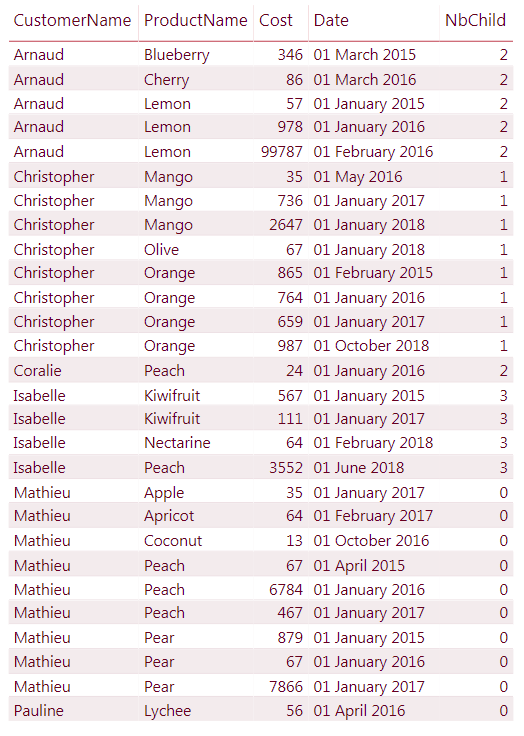 CustomerName ProductName Cost Date NbChild
Arnaud Blueberry 346 01 March 2015 2
Arnaud Cherry 86 01 March 2016 2
Arnaud Lemon 57 01 January 2015 2
Arnaud Lemon 978 01 January 2016 2
Arnaud Lemon 99787 01 February 2016 2
Christopher Mango 35 01 May 2016 1
Christopher Mango 736 01 January 2017 1
Christopher Mango 2647 01 January 2018 1
Christopher Olive 67 01 January 2018 1
Christopher Orange 865 01 February 2015 1
Christopher Orange 764 01 January 2016 1
Christopher Orange 659 01 January 2017 1
Christopher Orange 987 01 October 2018 1
Coralie Peach 24 01 January 2016 2
Isabelle Kiwifruit 567 01 January 2015 3
Isabelle Kiwifruit 111 01 January 2017 3
Isabelle Nectarine 64 01 February 2018 3
Isabelle Peach 3552 01 June 2018 3
Mathieu Apple 35 01 January 2017 0
Mathieu Apricot 64 01 February 2017 0
Mathieu Coconut 13 01 October 2016 0
Mathieu Peach 67 01 April 2015 0
Mathieu Peach 6784 01 January 2016 0
Mathieu Peach 467 01 January 2017 0
Mathieu Pear 879 01 January 2015 0
Mathieu Pear 67 01 January 2016 0
Mathieu Pear 7866 01 January 2017 0
Pauline Lychee 56 01 April 2016 0